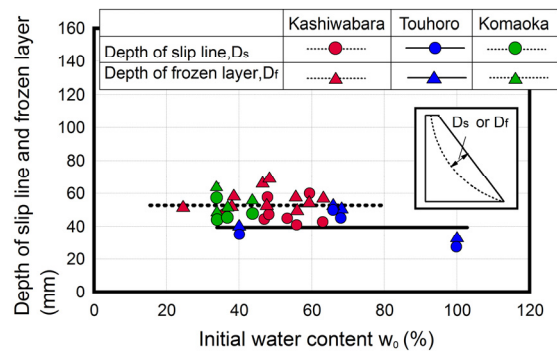 Kashiwabara Touhoro Komaoka
Depth of slip line,Ds
Depth of frozen layer,Df
Depth of slip line and frozen layer
(mm)
160
140
120
100
80
60
40
20
0
Ds or Df
0 20 40 60 80 100 120
Initial water content w₀ (%)